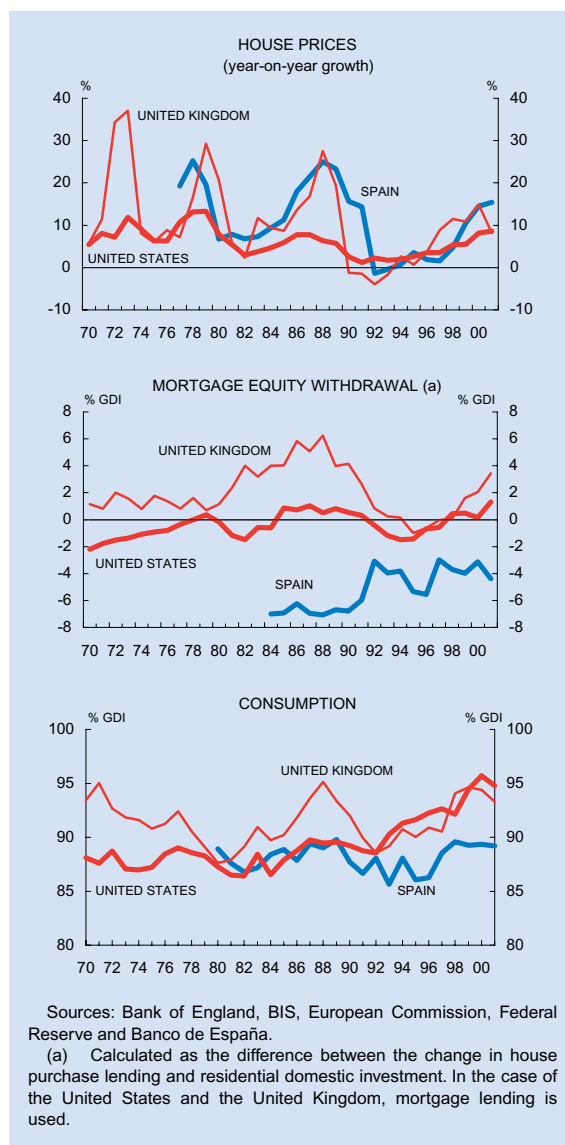 HOUSE PRICES
(year-on-year growth)
% %
40 40
UNITED KINGDOM
30 30
SPAIN
20 20
10 10
UNITED STATES
0 0
-10 -10
70 72 74 76 78 80 82 84 86 88 90 92 94 96 98 00
MORTGAGE EQUITY WITHDRAWAL (a)
% GDI % GDI
8 8
UNITED KINGDOM
6 6
4 4
2 2
0 0
-2 -2
UNITED STATES
-4 -4
SPAIN
-6 -6
-8 -8
70 72 74 76 78 80 82 84 86 88 90 92 94 96 98 00
CONSUMPTION
% GDI % GDI
100 100
UNITED KINGDOM
95 95
90 90
UNITED STATES SPAIN
85 85
80 80
70 72 74 76 78 80 82 84 86 88 90 92 94 96 98 00
Sources: Bank of England, BIS, European Commission, Federal
Reserve and Banco de España.
(a) Calculated as the difference between the change in house
purchase lending and residential domestic investment. In the case of
the United States and the United Kingdom, mortgage lending is
used.